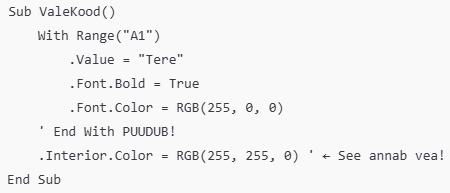 Sub ValeKood()
    With Range("A1")
        .Value = "Tere"
        .Font.Bold = True
        .Font.Color = RGB(255, 0, 0)
    ' End With PUUDUB!
    .Interior.Color = RGB(255, 255, 0) ' ← See annab vea!
End Sub